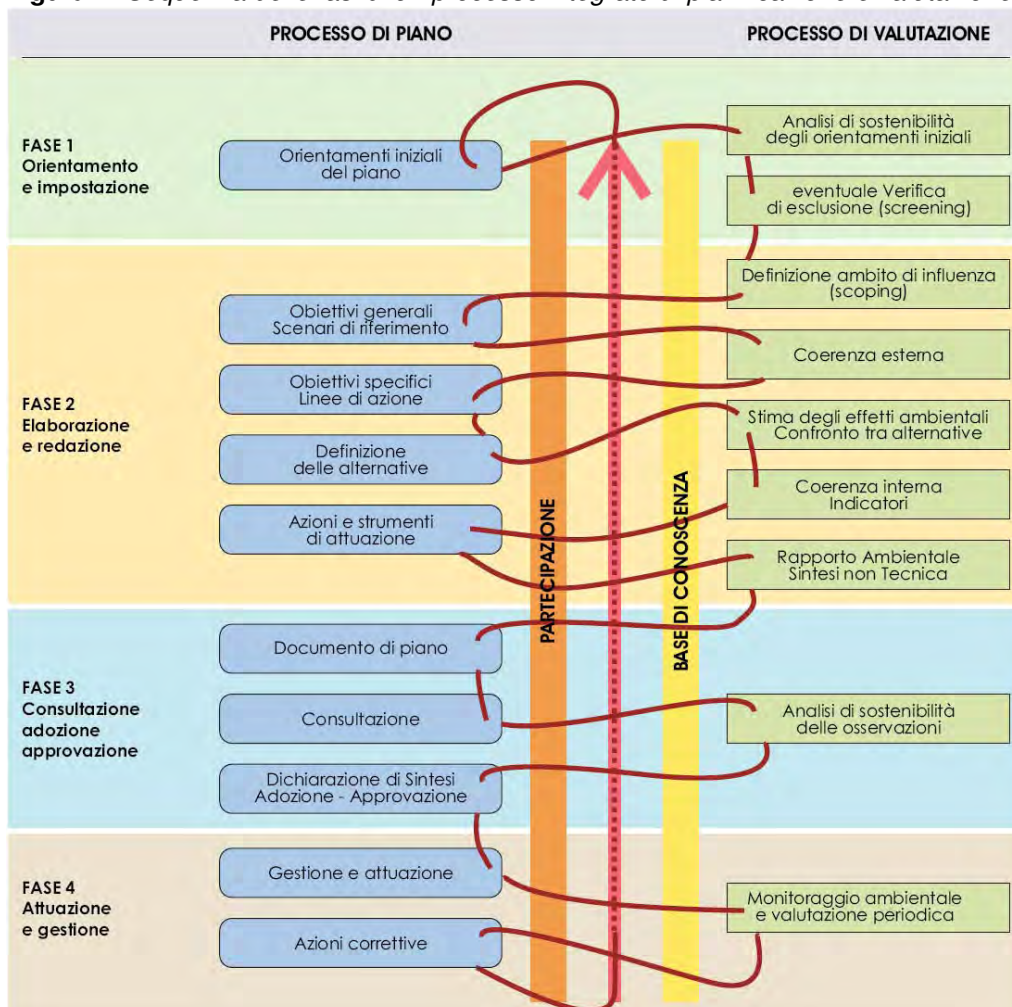 PROCESSO DI PIANO
PROCESSO DI VALUTAZIONE
FASE 1
Orientamento
e impostazione
Orientamenti iniziali
del piano
Analisi di sostenibilità
degli orientamenti iniziali
eventuale Verifica
di esclusione (screening)
FASE 2
Elaborazione
e redazione
Obiettivi generali
Scenari di riferimento
Obiettivi specifici
Linee di azione
Definizione
delle alternative
Azioni e strumenti
di attuazione
PARTECIPAZIONE
BASE DI CONOSCENZA
Definizione ambito di influenza
(scoping)
Coerenza esterna
Stima degli effetti ambientali
Confronto tra alternative
Coerenza interna
Indicatori
Rapporto Ambientale
Sintesi non Tecnica
FASE 3
Consultazione
adozione
approvazione
Documento di piano
Consultazione
Dichiarazione di Sintesi
Adozione - Approvazione
Analisi di sostenibilità
delle osservazioni
FASE 4
Attuazione
e gestione
Gestione e attuazione
Azioni correttive
Monitoraggio ambientale
e valutazione periodica